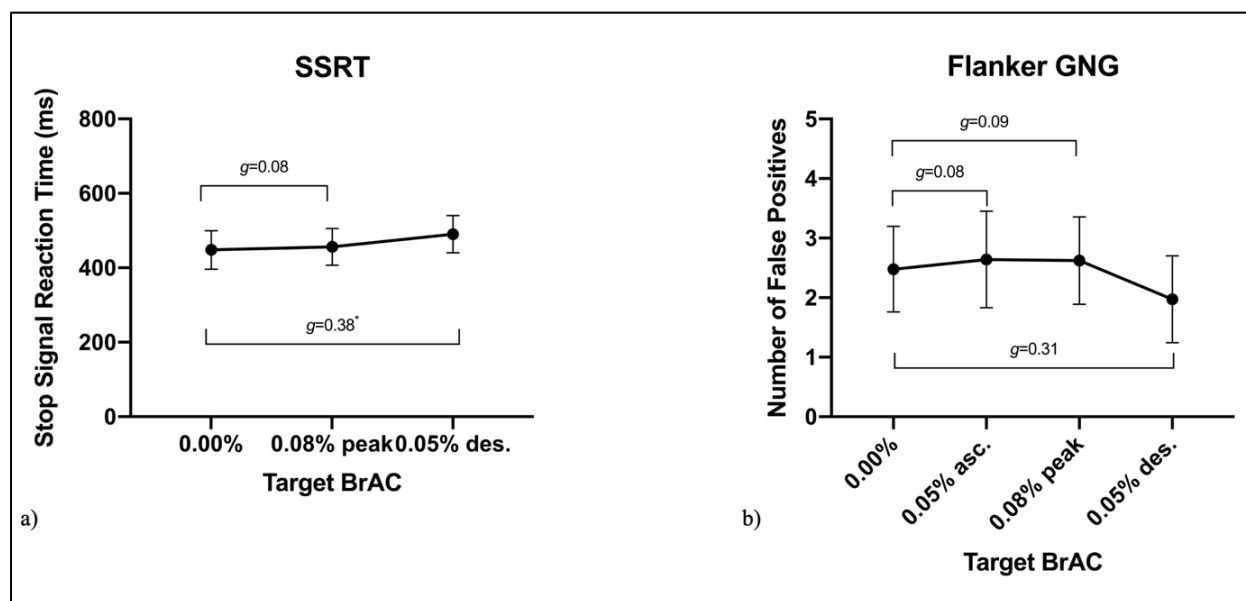 SSRT
Stop Signal Reaction Time (ms)
800
600
400
200
0
g=0.08
g=0.38*
0.00%
0.08% peak
0.05% des.
Target BrAC
a)
Flanker GNG
Number of False Positives
5
4
3
2
1
0
g=0.09
g=0.08
g=0.31
0.00%
0.05% asc.
0.08% peak
0.05% des.
Target BrAC
b)